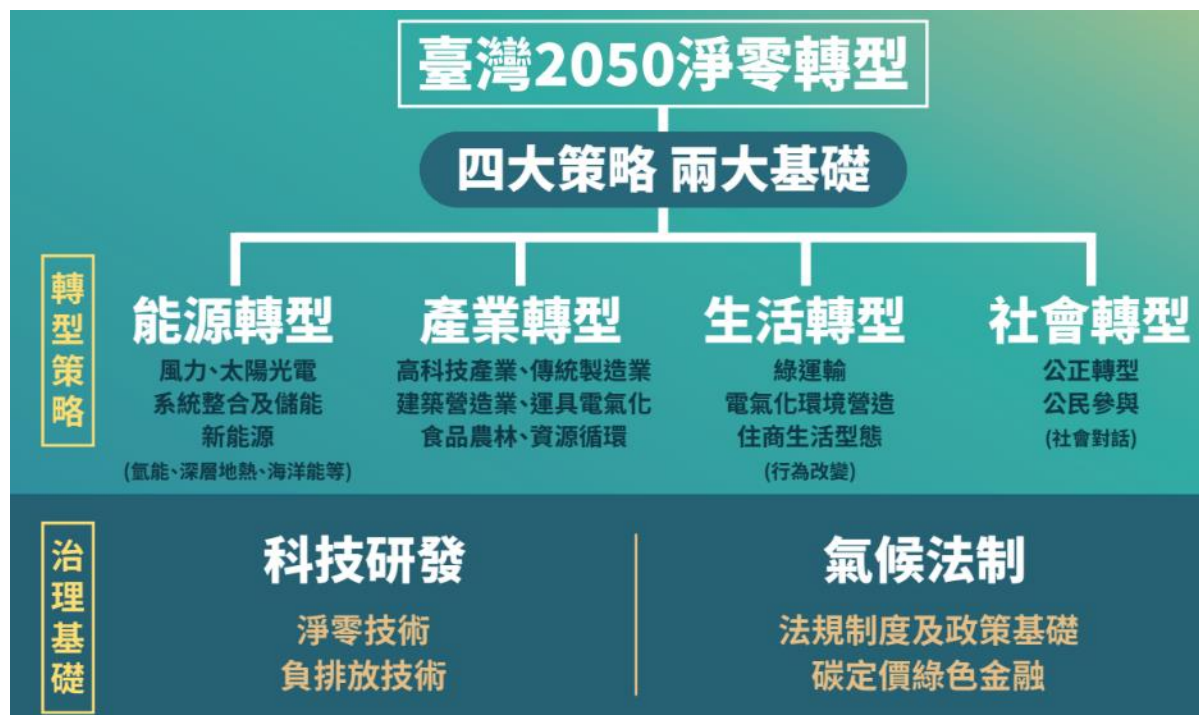 臺灣2050淨零轉型
四大策略 兩大基礎
轉型策略
能源轉型
風力、太陽光電
系統整合及儲能
新能源
(氫能、深層地熱、海洋能等)
產業轉型
高科技產業、傳統製造業
建築營造業、運具電氣化
食品農林、資源循環
生活轉型
綠運輸
電氣化環境營造
住商生活型態
(行為改變)
社會轉型
公正轉型
公民參與
(社會對話)
治理基礎
科技研發
淨零技術
負排放技術
氣候法制
法規制度及政策基礎
碳定價綠色金融